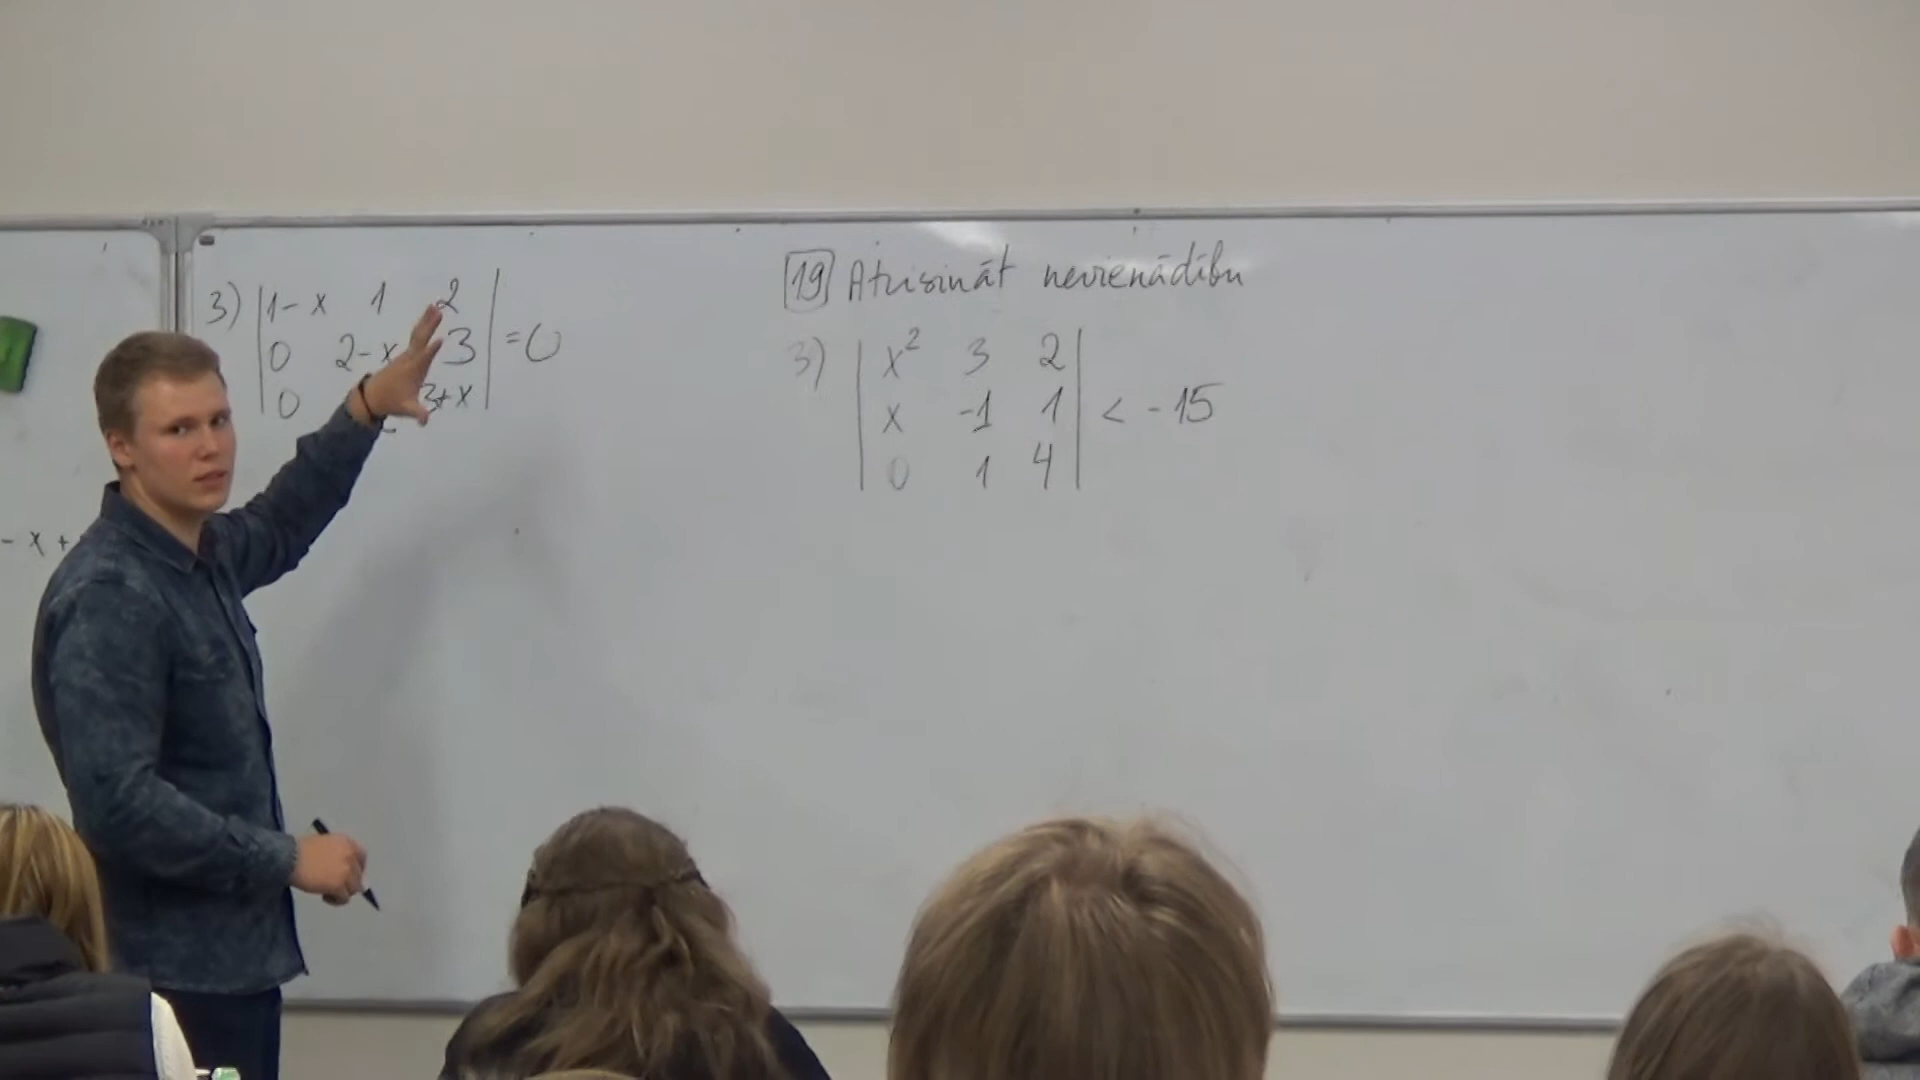 3) |1-x 1 2|
|0 2-x 3| = 0
|0 3+x|
- x +
19 Atrisināt nevienādību
3) | x² 3 2 |
| x -1 1 | < -15
| 0 1 4 |